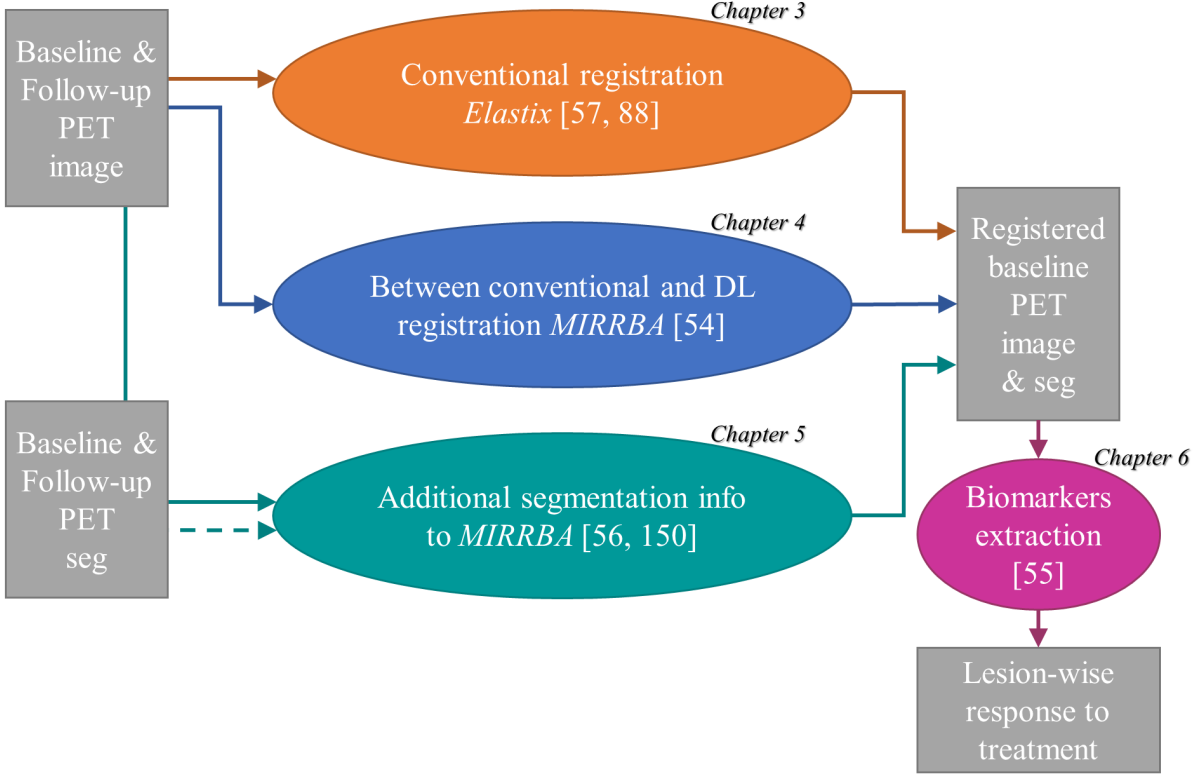 Baseline &
Follow-up
PET
image
Chapter 3
Conventional registration
Elastix [57, 88]
Chapter 4
Between conventional and DL
registration MIRRBA [54]
Registered
baseline
PET
image
& seg
Baseline &
Follow-up
PET
seg
Chapter 5
Additional segmentation info
to MIRRBA [56, 150]
Chapter 6
Biomarkers
extraction
[55]
Lesion-wise
response to
treatment